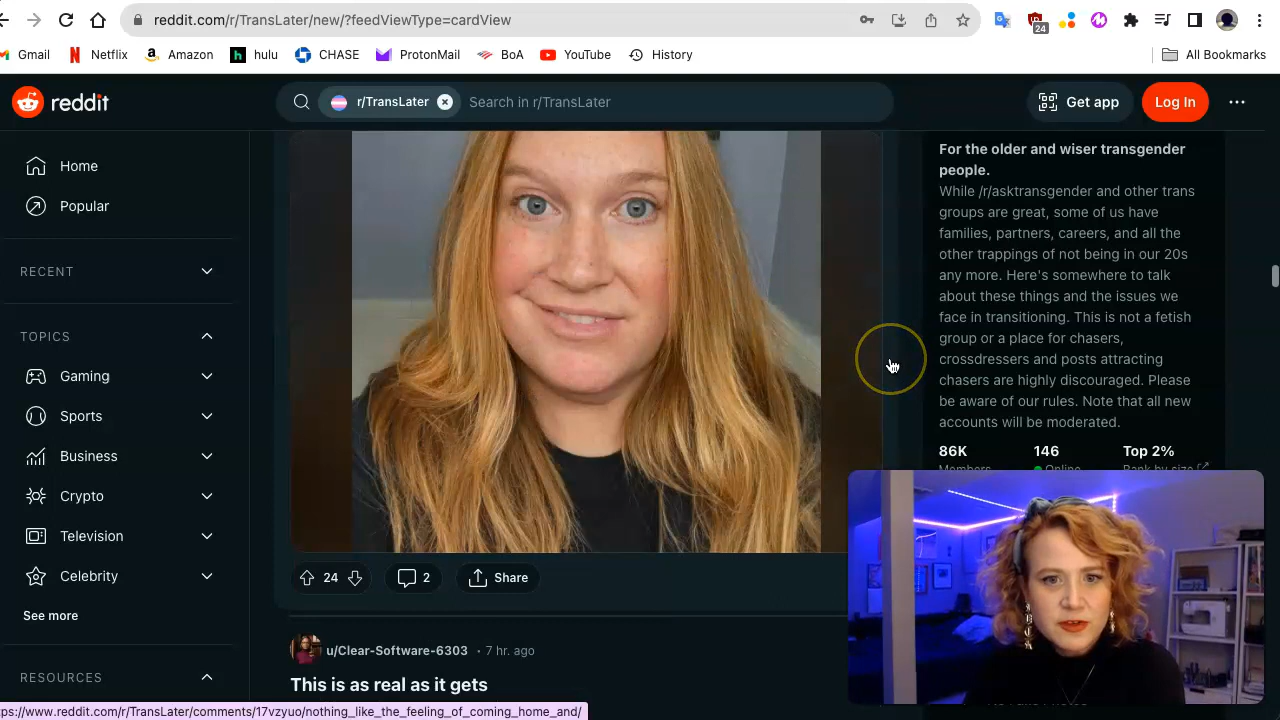 reddit.com/r/TransLater/new/?feedViewType=cardView
24
Gmail Netflix Amazon hulu CHASE ProtonMail BoA YouTube History All Bookmarks
reddit
r/TransLater Search in r/TransLater
Get app Log In
Home
Popular
RECENT
TOPICS
Gaming
Sports
Business
Crypto
Television
Celebrity
See more
RESOURCES
24 2 Share
u/Clear-Software-6303 • 7 hr. ago
This is as real as it gets
For the older and wiser transgender
people.
While /r/asktransgender and other trans
groups are great, some of us have
families, partners, careers, and all the
other trappings of not being in our 20s
any more. Here's somewhere to talk
about these things and the issues we
face in transitioning. This is not a fetish
group or a place for chasers,
crossdressers and posts attracting
chasers are highly discouraged. Please
be aware of our rules. Note that all new
accounts will be moderated.
86K 146 Top 2%
Members Online Rank by size
ps://www.reddit.com/r/TransLater/comments/17vzyuo/nothing_like_the_feeling_of_coming_home_and/